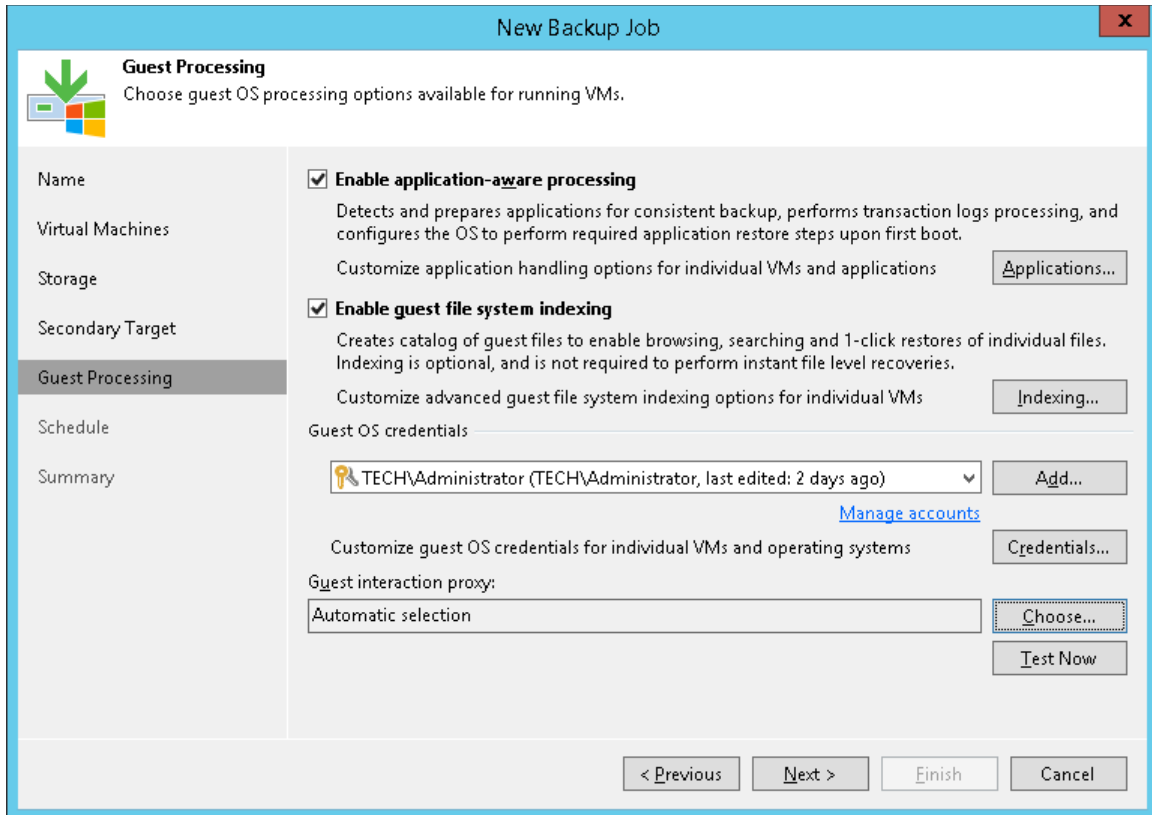 New Backup Job
x
Guest Processing
Choose guest OS processing options available for running VMs.
Name
Virtual Machines
Storage
Secondary Target
Guest Processing
Schedule
Summary
Enable application-aware processing
Detects and prepares applications for consistent backup, performs transaction logs processing, and
configures the OS to perform required application restore steps upon first boot.
Customize application handling options for individual VMs and applications
Applications...
Enable guest file system indexing
Creates catalog of guest files to enable browsing, searching and 1-click restores of individual files.
Indexing is optional, and is not required to perform instant file level recoveries.
Customize advanced guest file system indexing options for individual VMs
Indexing...
Guest OS credentials
TECH\Administrator (TECH\Administrator, last edited: 2 days ago)
Add...
Manage accounts
Customize guest OS credentials for individual VMs and operating systems
Credentials...
Guest interaction proxy:
Automatic selection
Choose...
Test Now
< Previous
Next >
Finish
Cancel